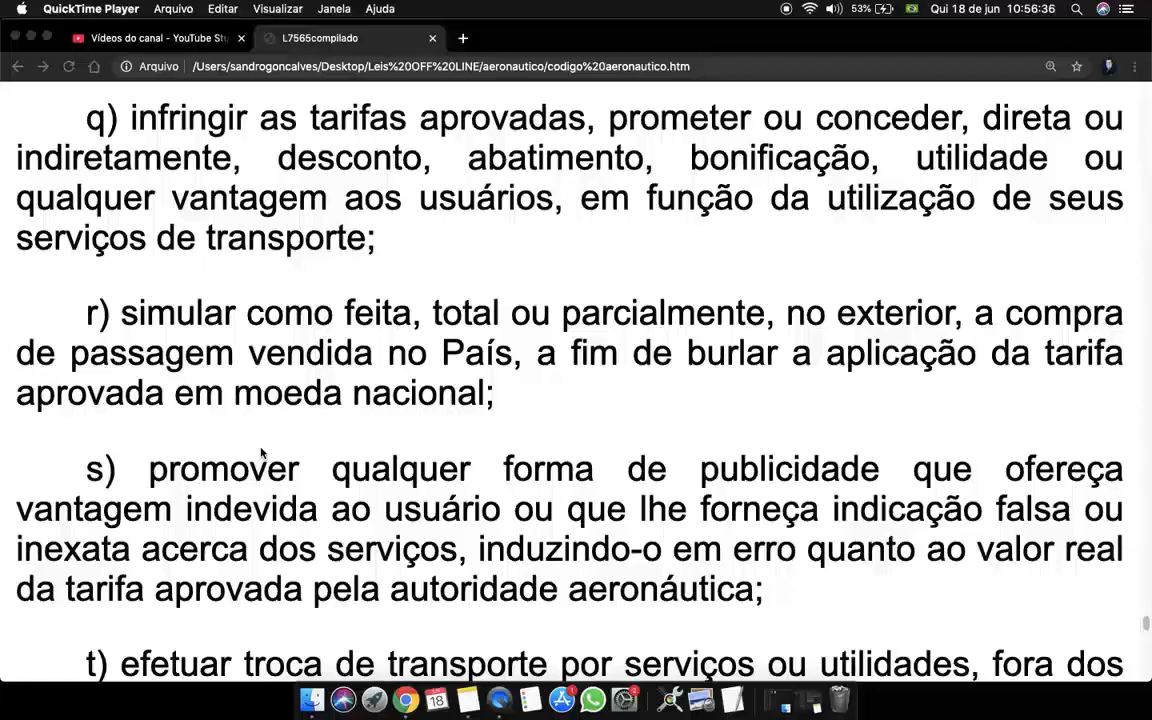 QuickTime Player Arquivo Editar Visualizar Janela Ajuda 53% Qui 18 de jun 10:56:36
Vídeos do canal - YouTube Stu L7565compilado
Arquivo /Users/sandrogoncalves/Desktop/Leis%20OFF%20LINE/aeronautico/codigo%20aeronautico.htm
q) infringir as tarifas aprovadas, prometer ou conceder, direta ou
indiretamente, desconto, abatimento, bonificação, utilidade ou
qualquer vantagem aos usuários, em função da utilização de seus
serviços de transporte;
r) simular como feita, total ou parcialmente, no exterior, a compra
de passagem vendida no País, a fim de burlar a aplicação da tarifa
aprovada em moeda nacional;
s) promover qualquer forma de publicidade que ofereça
vantagem indevida ao usuário ou que lhe forneça indicação falsa ou
inexata acerca dos serviços, induzindo-o em erro quanto ao valor real
da tarifa aprovada pela autoridade aeronáutica;
t) efetuar troca de transporte por serviços ou utilidades, fora dos
18